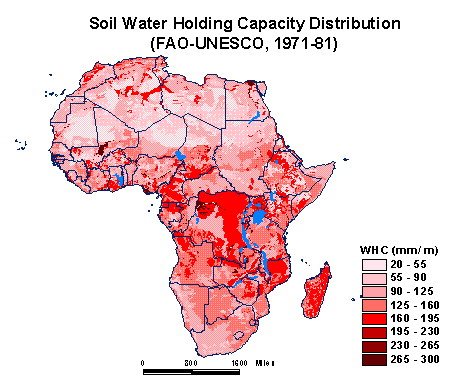 Soil Water Holding Capacity Distribution
(FAO-UNESCO, 1971-81)
WHC (mm/m)
20 - 55
55 - 90
90 - 125
125 - 160
160 - 195
195 - 230
230 - 265
265 - 300
0 800 1600 Miles